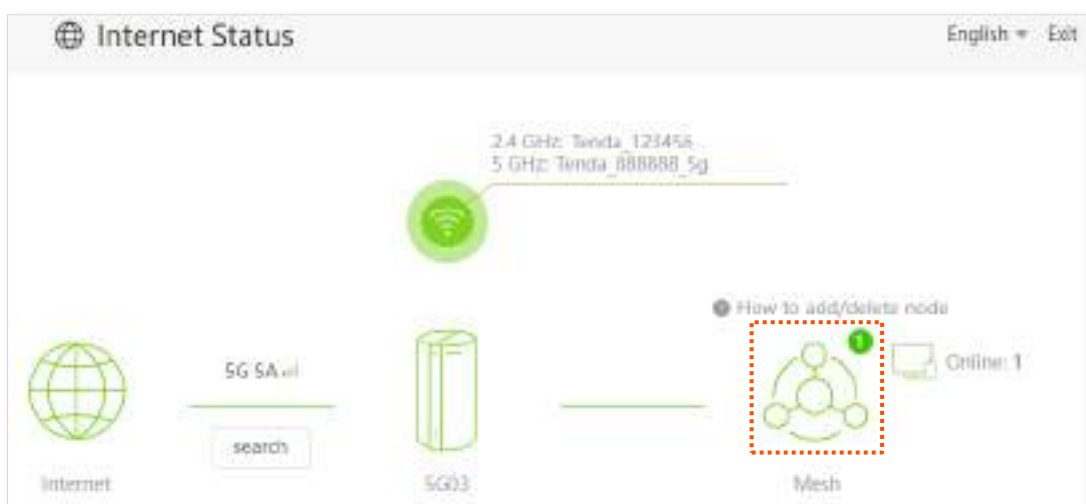 Internet Status
English Exit
2.4 GHz: Tenda_123456
5 GHz: Tenda_888888_5g
How to add/delete node
1
Online: 1
5G SA
search
Internet
5G03
Mesh